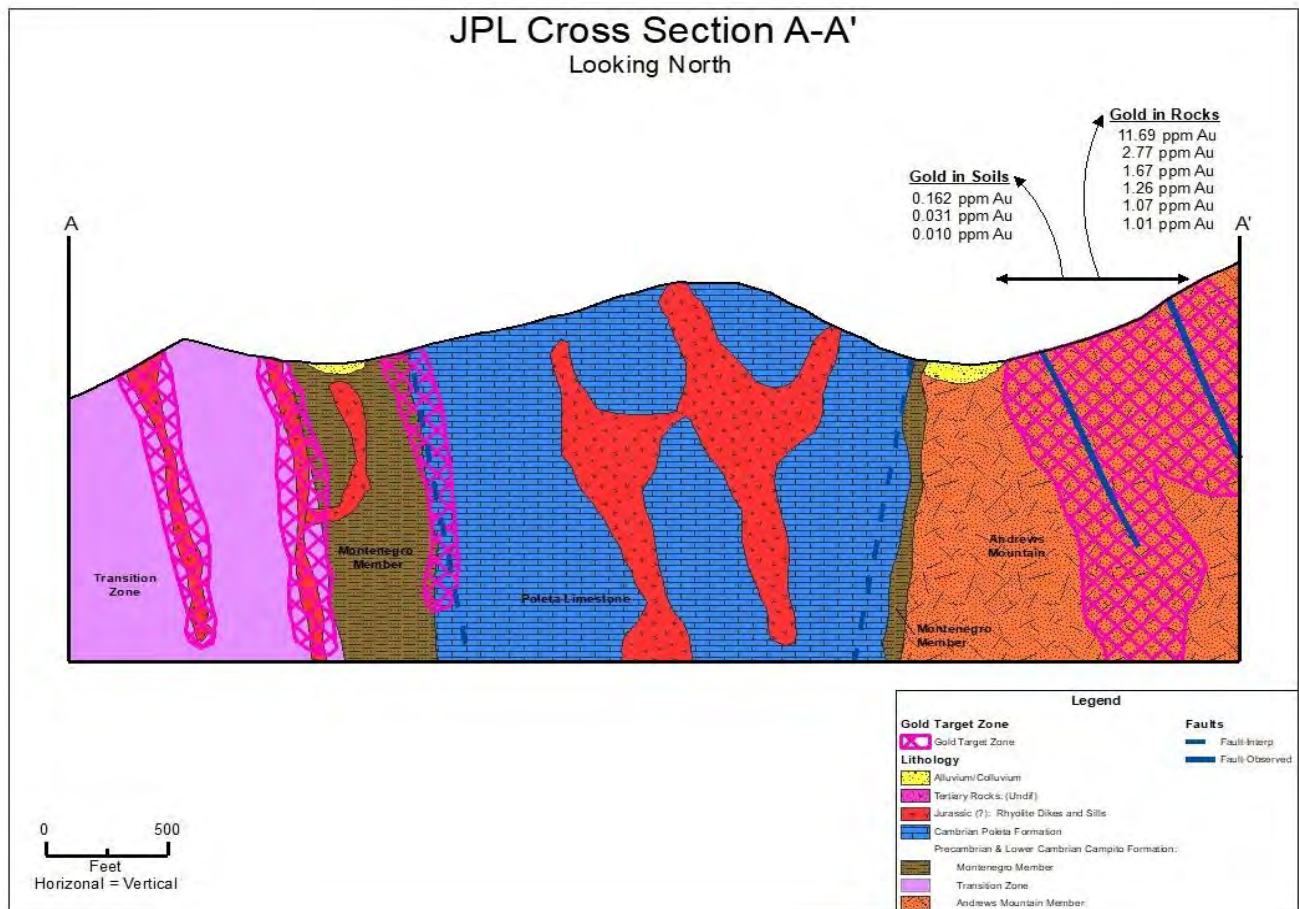 JPL Cross Section A-A'
Looking North
Gold in Rocks
11.69 ppm Au
2.77 ppm Au
1.67 ppm Au
1.26 ppm Au
1.07 ppm Au
1.01 ppm Au
Gold in Soils
0.162 ppm Au
0.031 ppm Au
0.010 ppm Au
A
A'
Transition
Zone
Montenegro
Member
Poleta Limestone
Andrews
Mountain
Montenegro
Member
Legend
Gold Target Zone
Gold Target Zone
Lithology
Alluvium/Colluvium
Tertiary Rocks: (Undif)
Jurassic (?): Rhyolite Dikes and Sills
Cambrian Poleta Formation
Precambrian & Lower Cambrian Campito Formation:
Montenegro Member
Transition Zone
Andrews Mountain Member
Faults
Fault-Interp
Fault-Observed
0 500
Feet
Horizonal = Vertical